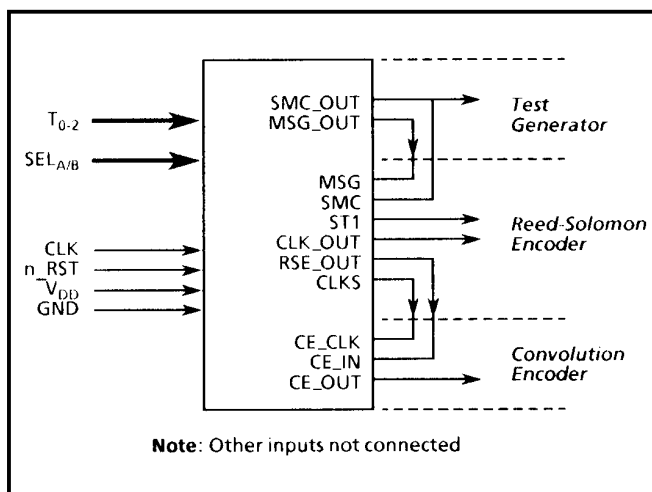 T0-2
SELA/B
CLK
n_RST
VDD
GND
SMC_OUT
MSG_OUT
MSG
SMC
ST1
CLK_OUT
RSE_OUT
CLKS
CE_CLK
CE_IN
CE_OUT
Test
Generator
Reed-Solomon
Encoder
Convolution
Encoder
Note: Other inputs not connected